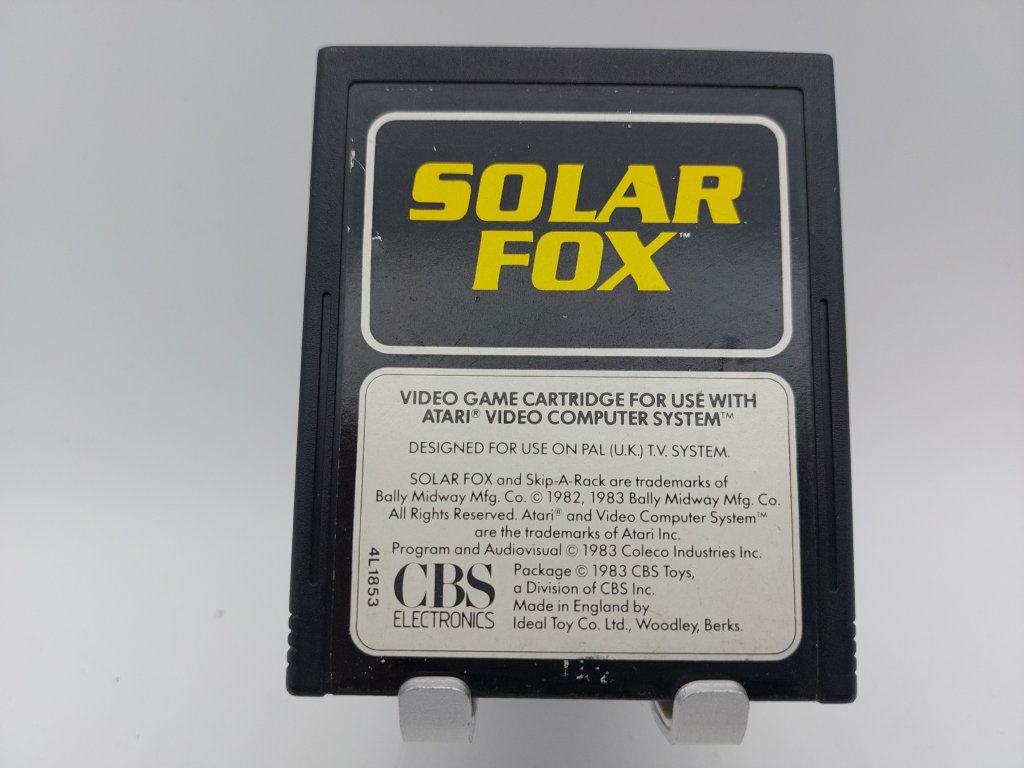 SOLAR
FOX™
VIDEO GAME CARTRIDGE FOR USE WITH
ATARI® VIDEO COMPUTER SYSTEM™
DESIGNED FOR USE ON PAL (U.K.) T.V. SYSTEM.
SOLAR FOX and Skip-A-Rack are trademarks of
Bally Midway Mfg. Co. © 1982, 1983 Bally Midway Mfg. Co.
All Rights Reserved. Atari® and Video Computer System™
are the trademarks of Atari Inc.
Program and Audiovisual © 1983 Coleco Industries Inc.
Package © 1983 CBS Toys,
a Division of CBS Inc.
Made in England by
Ideal Toy Co. Ltd., Woodley, Berks.
CBS
ELECTRONICS
4L1853